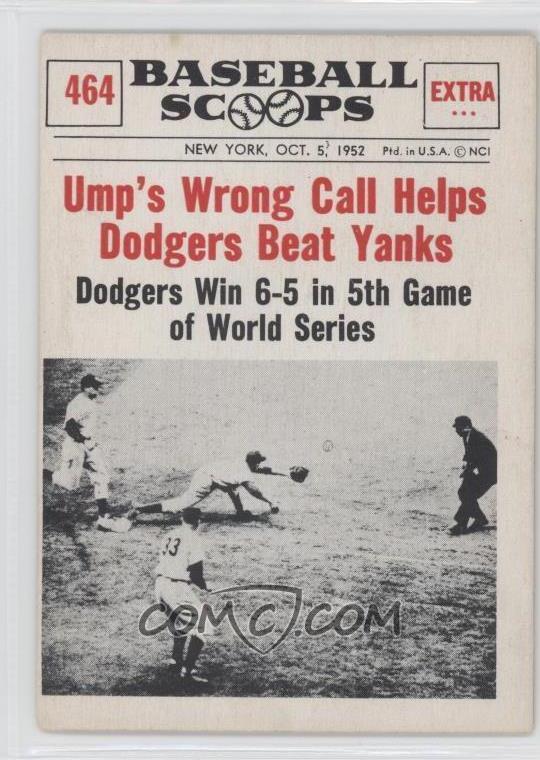 464
BASEBALL
SCOOPS
EXTRA
...
NEW YORK, OCT. 5, 1952 Ptd. in U.S.A. © NCI
Ump's Wrong Call Helps
Dodgers Beat Yanks
Dodgers Win 6-5 in 5th Game
of World Series
33
COMC.COM